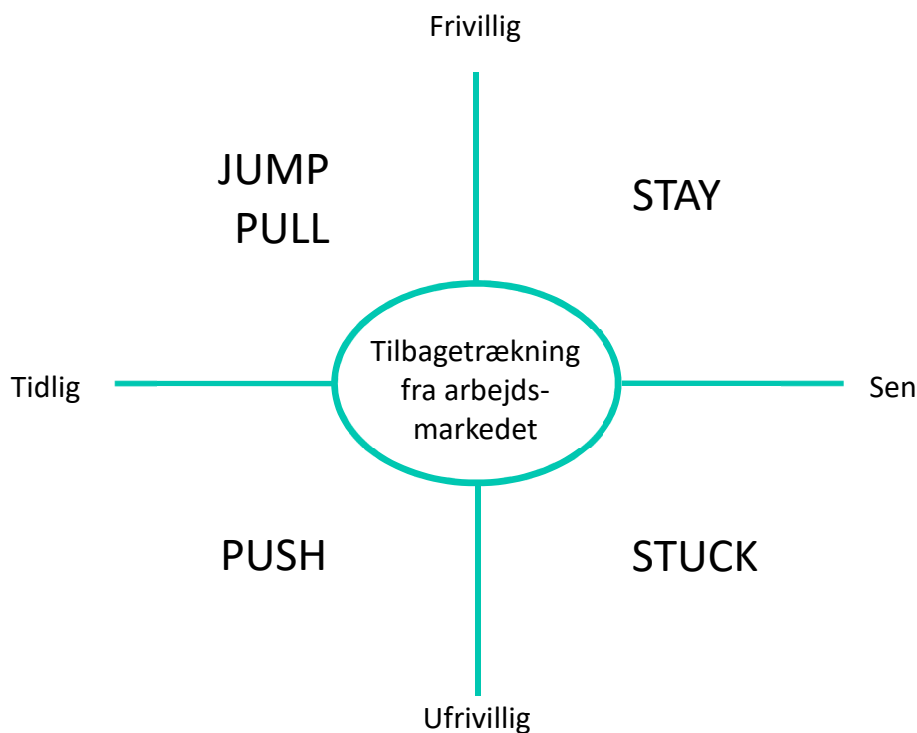 Frivillig
JUMP
PULL
STAY
Tilbagetrækning
fra arbejds-
markedet
Tidlig
Sen
PUSH
STUCK
Ufrivillig